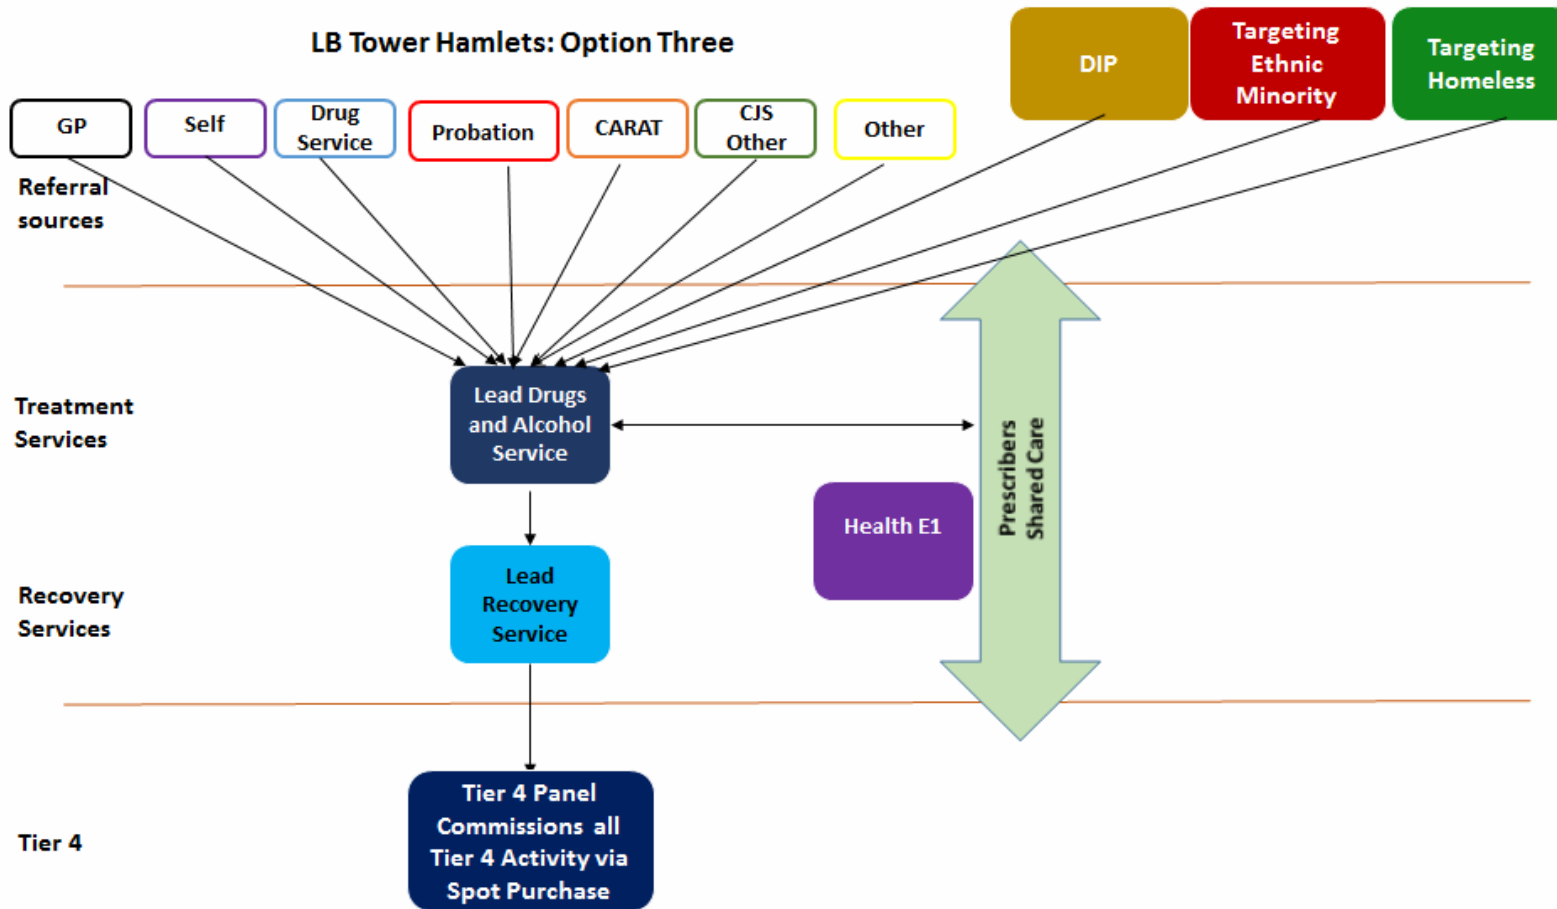 LB Tower Hamlets: Option Three
DIP
Targeting
Ethnic
Minority
Targeting
Homeless
GP
Self
Drug
Service
Probation
CARAT
CJS
Other
Other
Referral
sources
Treatment
Services
Lead Drugs
and Alcohol
Service
Prescribers
Shared Care
Health E1
Recovery
Services
Lead
Recovery
Service
Tier 4
Tier 4 Panel
Commissions all
Tier 4 Activity via
Spot Purchase